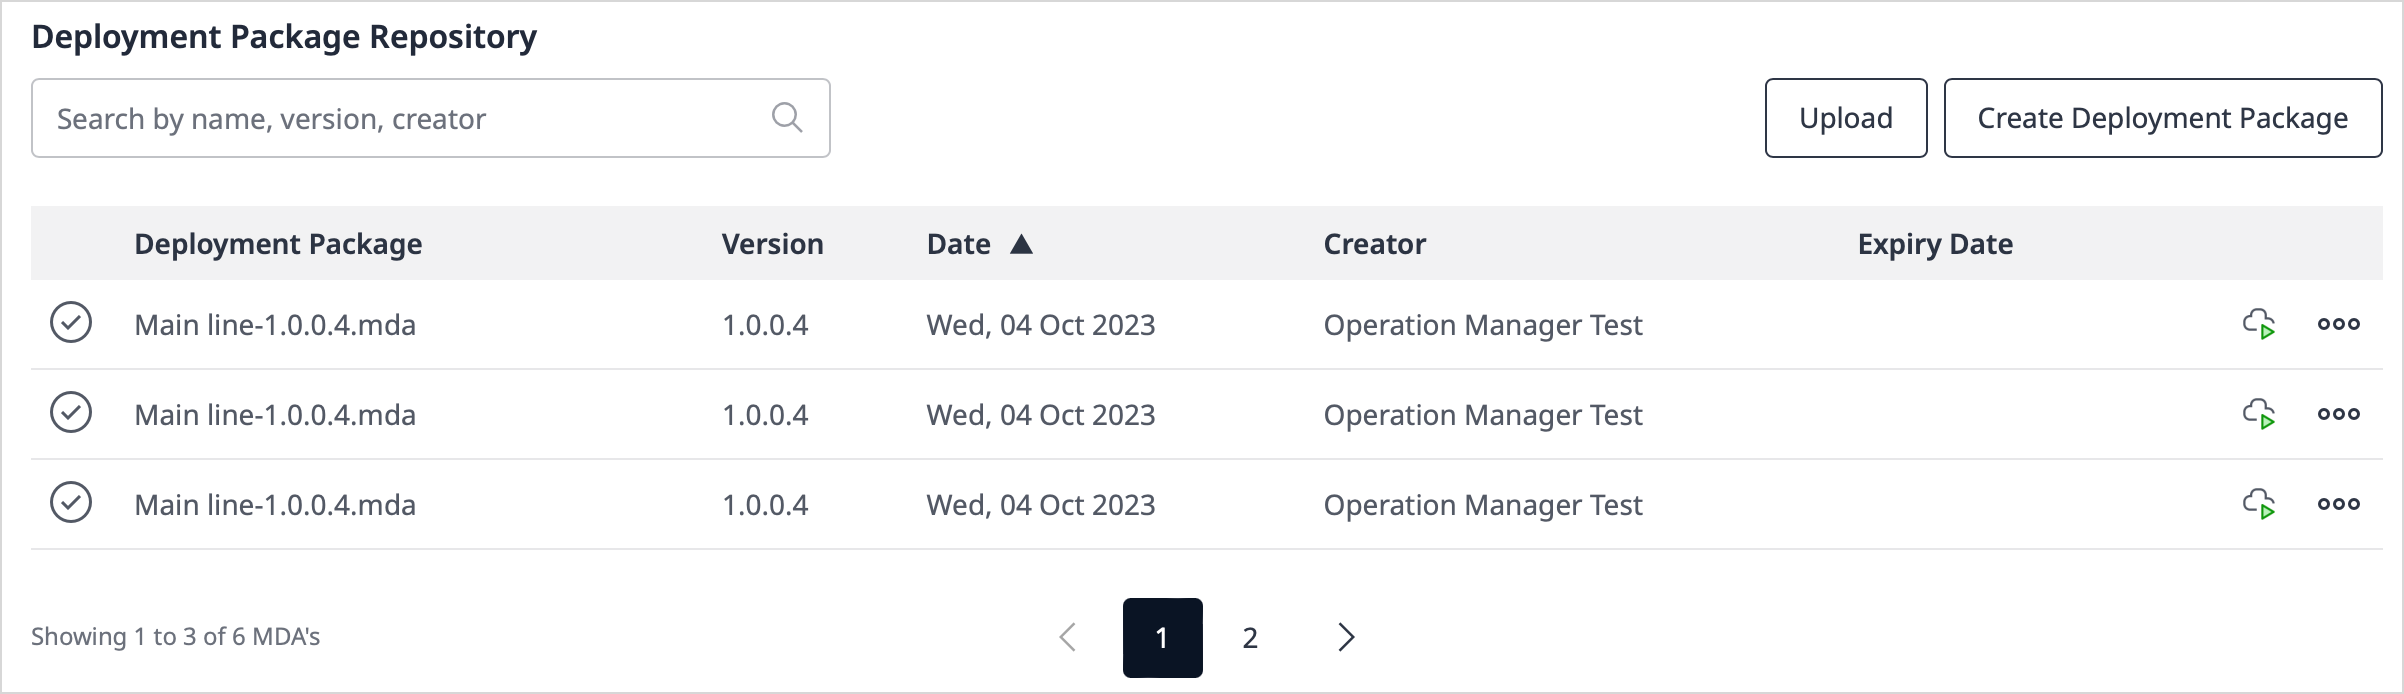 Deployment Package Repository
Search by name, version, creator
Upload
Create Deployment Package
Deployment Package Version Date ▲ Creator Expiry Date
Main line-1.0.0.4.mda 1.0.0.4 Wed, 04 Oct 2023 Operation Manager Test
Main line-1.0.0.4.mda 1.0.0.4 Wed, 04 Oct 2023 Operation Manager Test
Main line-1.0.0.4.mda 1.0.0.4 Wed, 04 Oct 2023 Operation Manager Test
Showing 1 to 3 of 6 MDA's
1 2